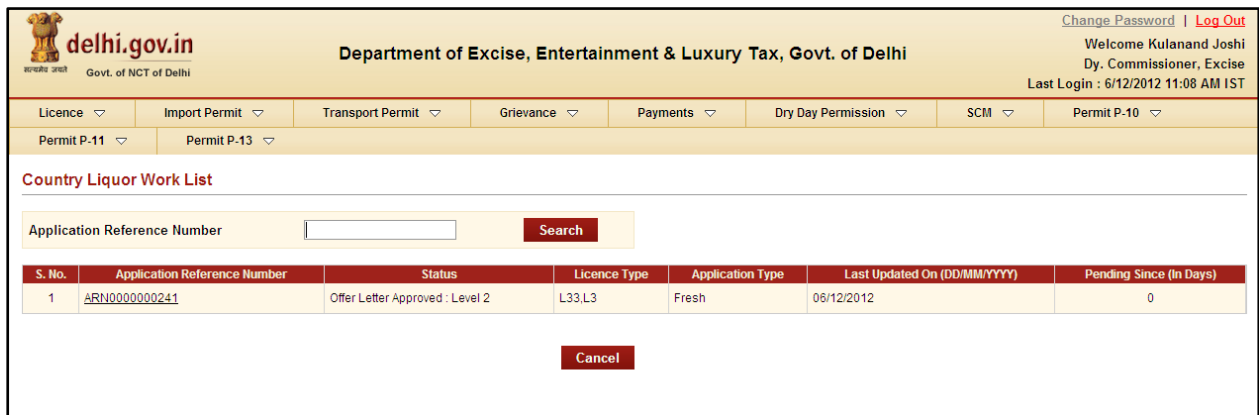 Change Password | Log Out
delhi.gov.in
Govt. of NCT of Delhi
सत्यमेव जयते
Department of Excise, Entertainment & Luxury Tax, Govt. of Delhi
Welcome Kulanand Joshi
Dy. Commissioner, Excise
Last Login : 6/12/2012 11:08 AM IST
Licence Import Permit Transport Permit Grievance Payments Dry Day Permission SCM Permit P-10
Permit P-11 Permit P-13
Country Liquor Work List
Application Reference Number Search
S. No. Application Reference Number Status Licence Type Application Type Last Updated On (DD/MM/YYYY) Pending Since (In Days)
1 ARN0000000241 Offer Letter Approved : Level 2 L33,L3 Fresh 06/12/2012 0
Cancel